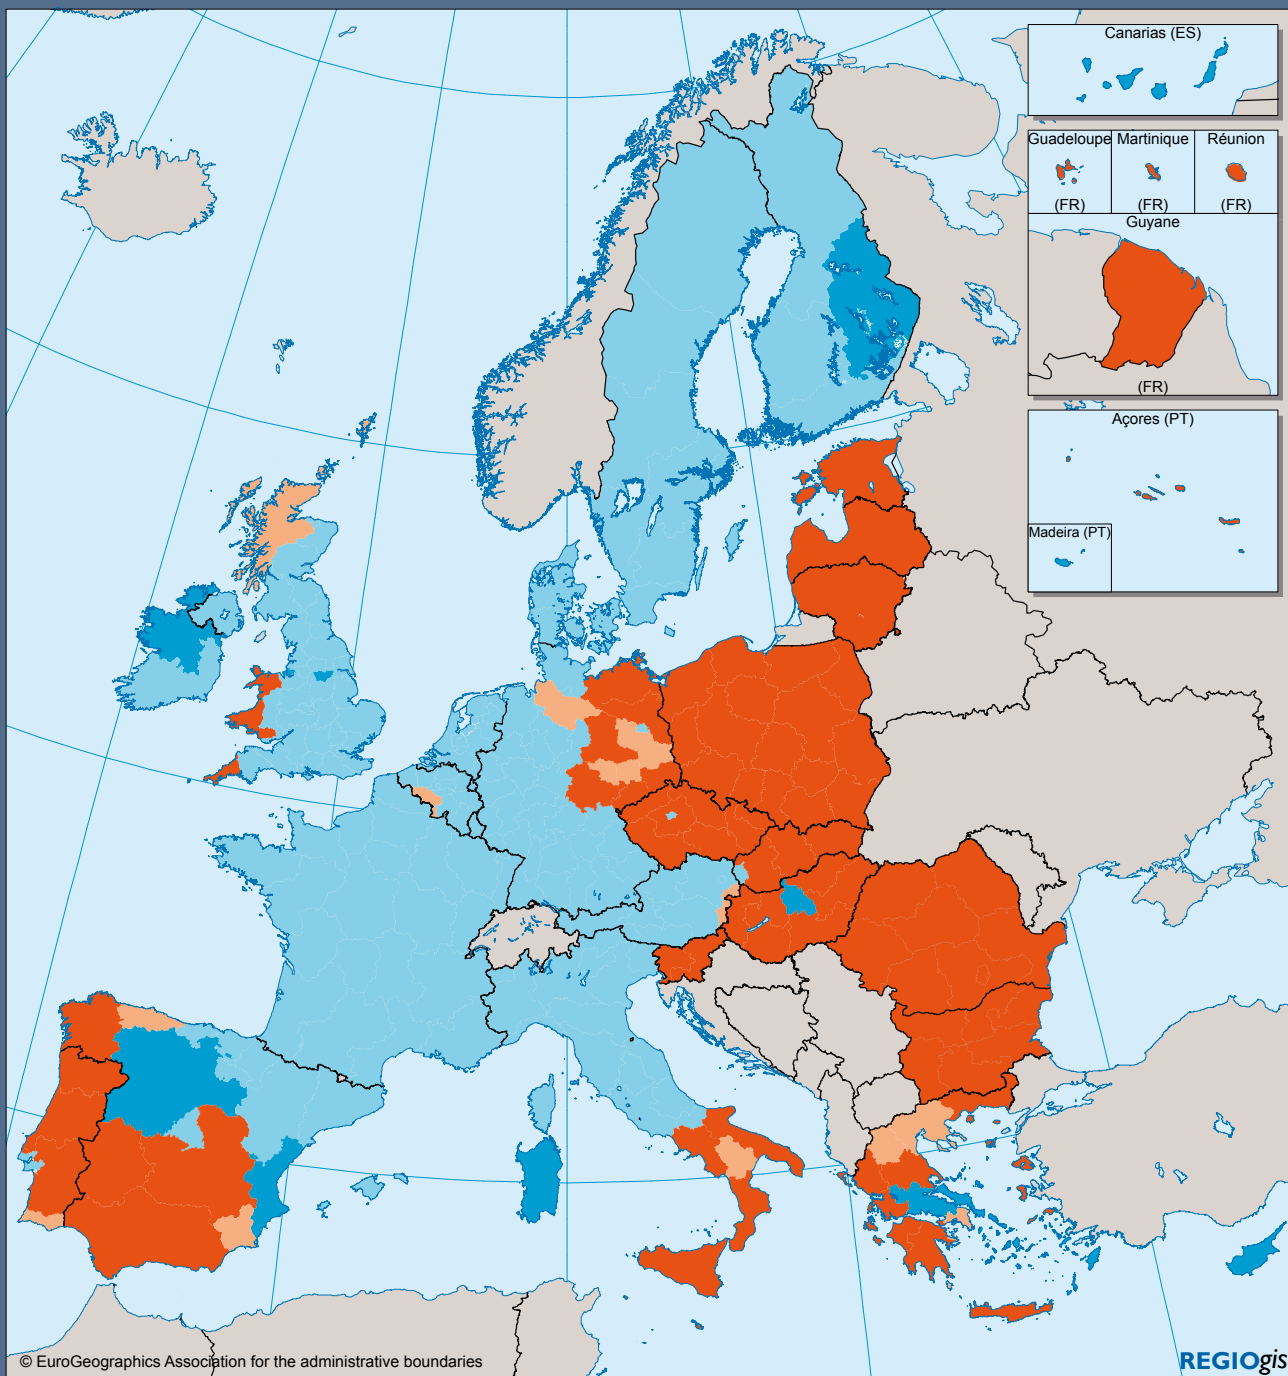 Canarias (ES)
Guadeloupe Martinique Réunion
(FR) (FR) (FR)
Guyane
(FR)
Açores (PT)
Madeira (PT)
© EuroGeographics Association for the administrative boundaries
REGIOgis